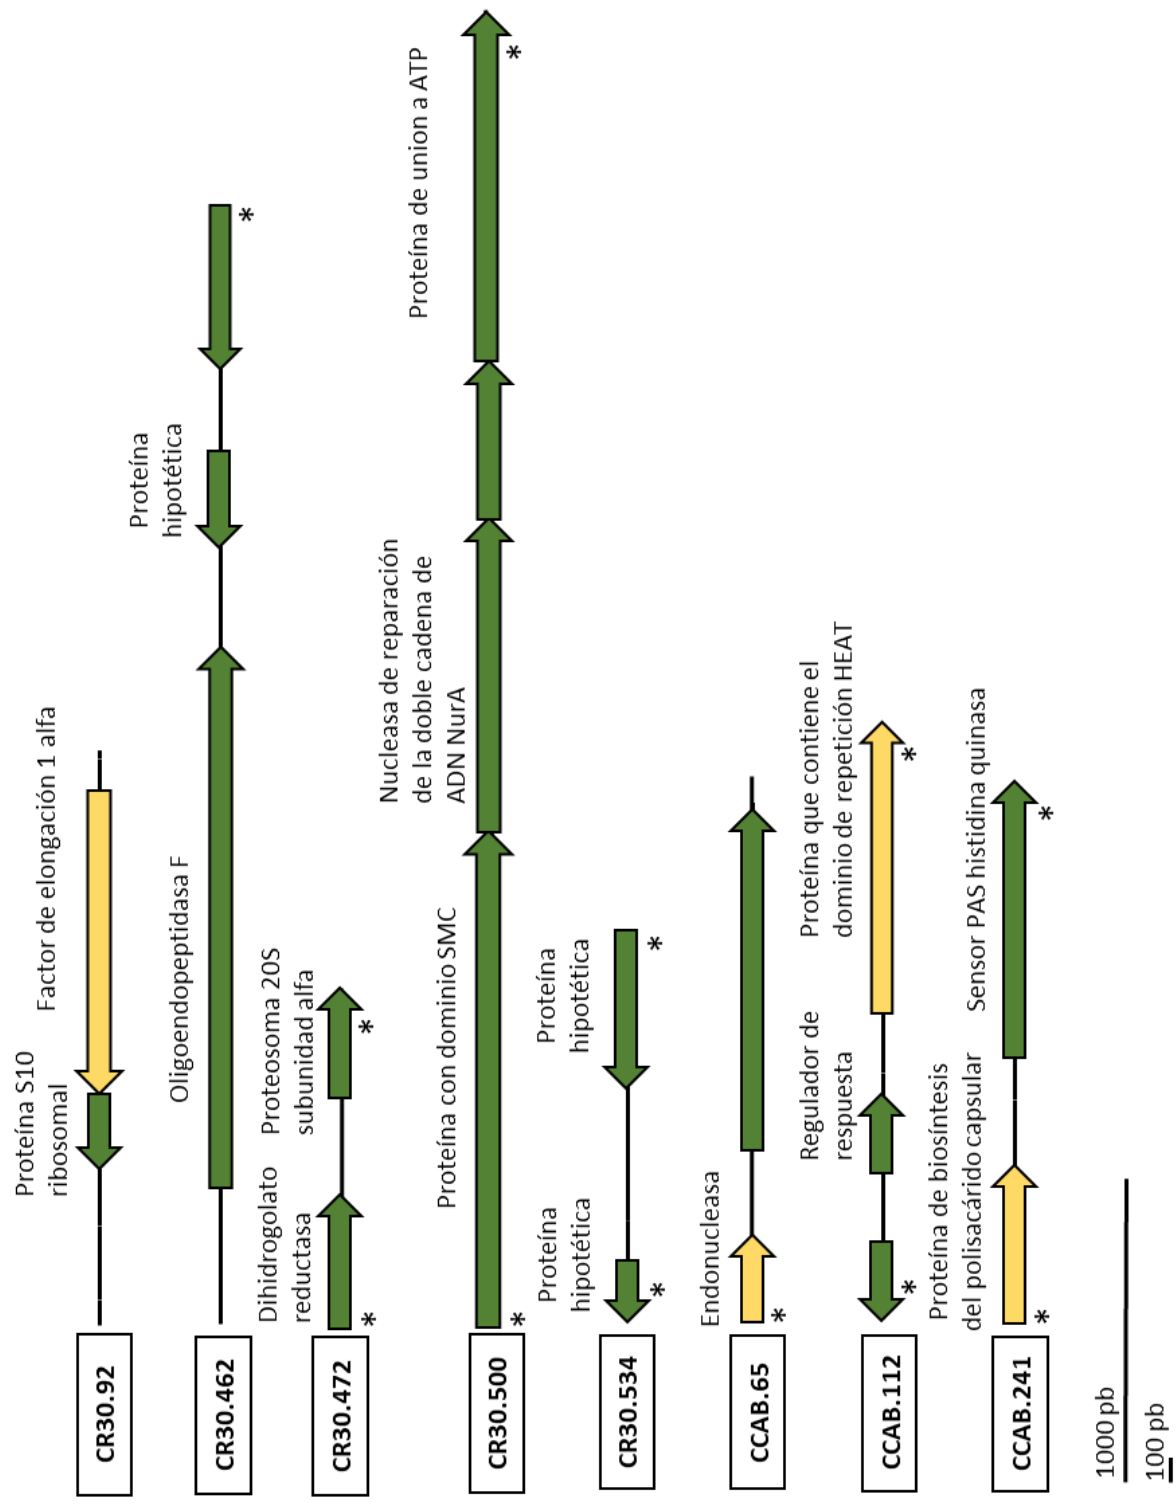 CR30.92
Proteína S10
ribosomal
Factor de elongación 1 alfa
CR30.462
Oligoendopeptidasa F
Proteína
hipotética
*
CR30.472
Dihidrogolato
reductasa
*
Proteosoma 20S
subunidad alfa
*
CR30.500
Proteína con dominio SMC
*
Nucleasa de reparación
de la doble cadena de
ADN NurA
Proteína de union a ATP
*
CR30.534
Proteína
hipotética
*
Proteína
hipotética
*
CCAB.65
Endonucleasa
*
CCAB.112
*
Regulador de
respuesta
Proteína que contiene el
dominio de repetición HEAT
*
CCAB.241
Proteína de biosíntesis
del polisacárido capsular
*
Sensor PAS histidina quinasa
*
1000 pb
100 pb